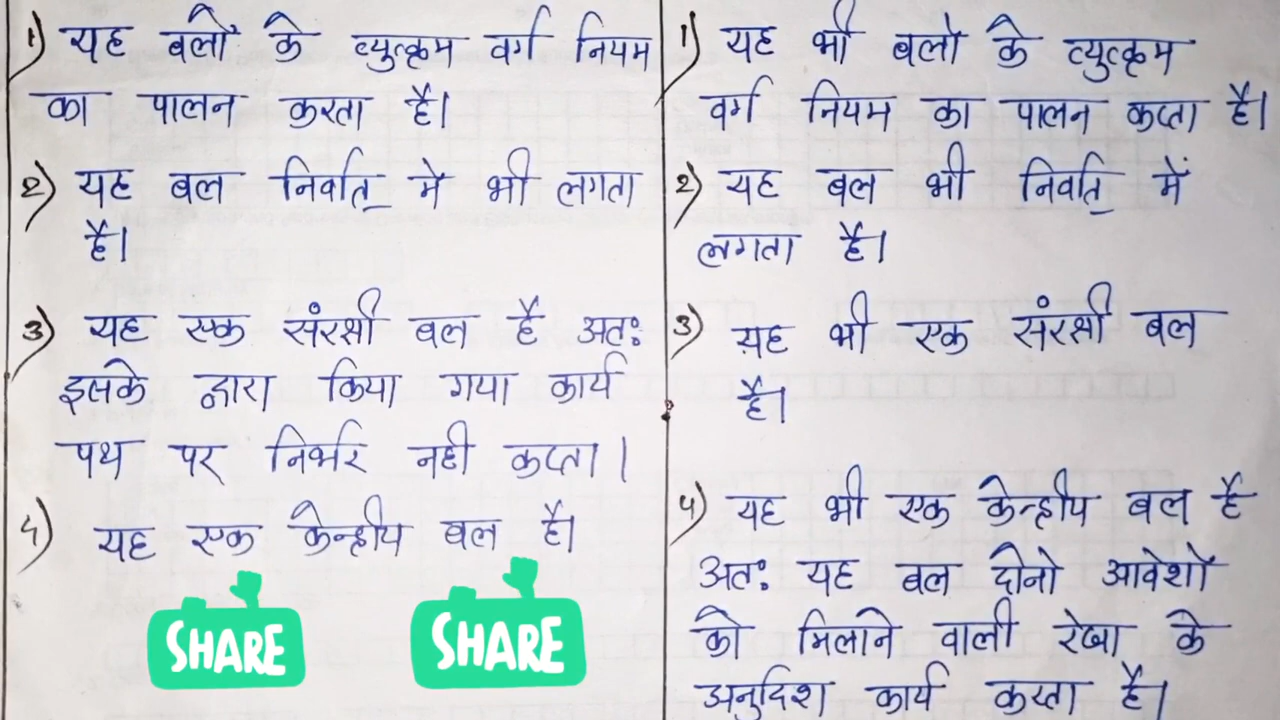 1) यह बलों के व्युत्क्रम वर्ग नियम
का पालन करता है।
2) यह बल निर्वात् में भी लगता
है।
3) यह एक संरक्षी बल है अतः
इसके द्वारा किया गया कार्य
पथ पर निर्भर नही करता।
4) यह एक केन्द्रीय बल है।
SHARE
SHARE
1) यह भी बलों के व्युत्क्रम
वर्ग नियम का पालन करता है।
2) यह बल भी निर्वात् में
लगता है।
3) यह भी एक संरक्षी बल
है।
4) यह भी एक केन्द्रीय बल है
अतः यह बल दोनो आवेशों
को मिलाने वाली रेखा के
अनुदिश कार्य करता है।